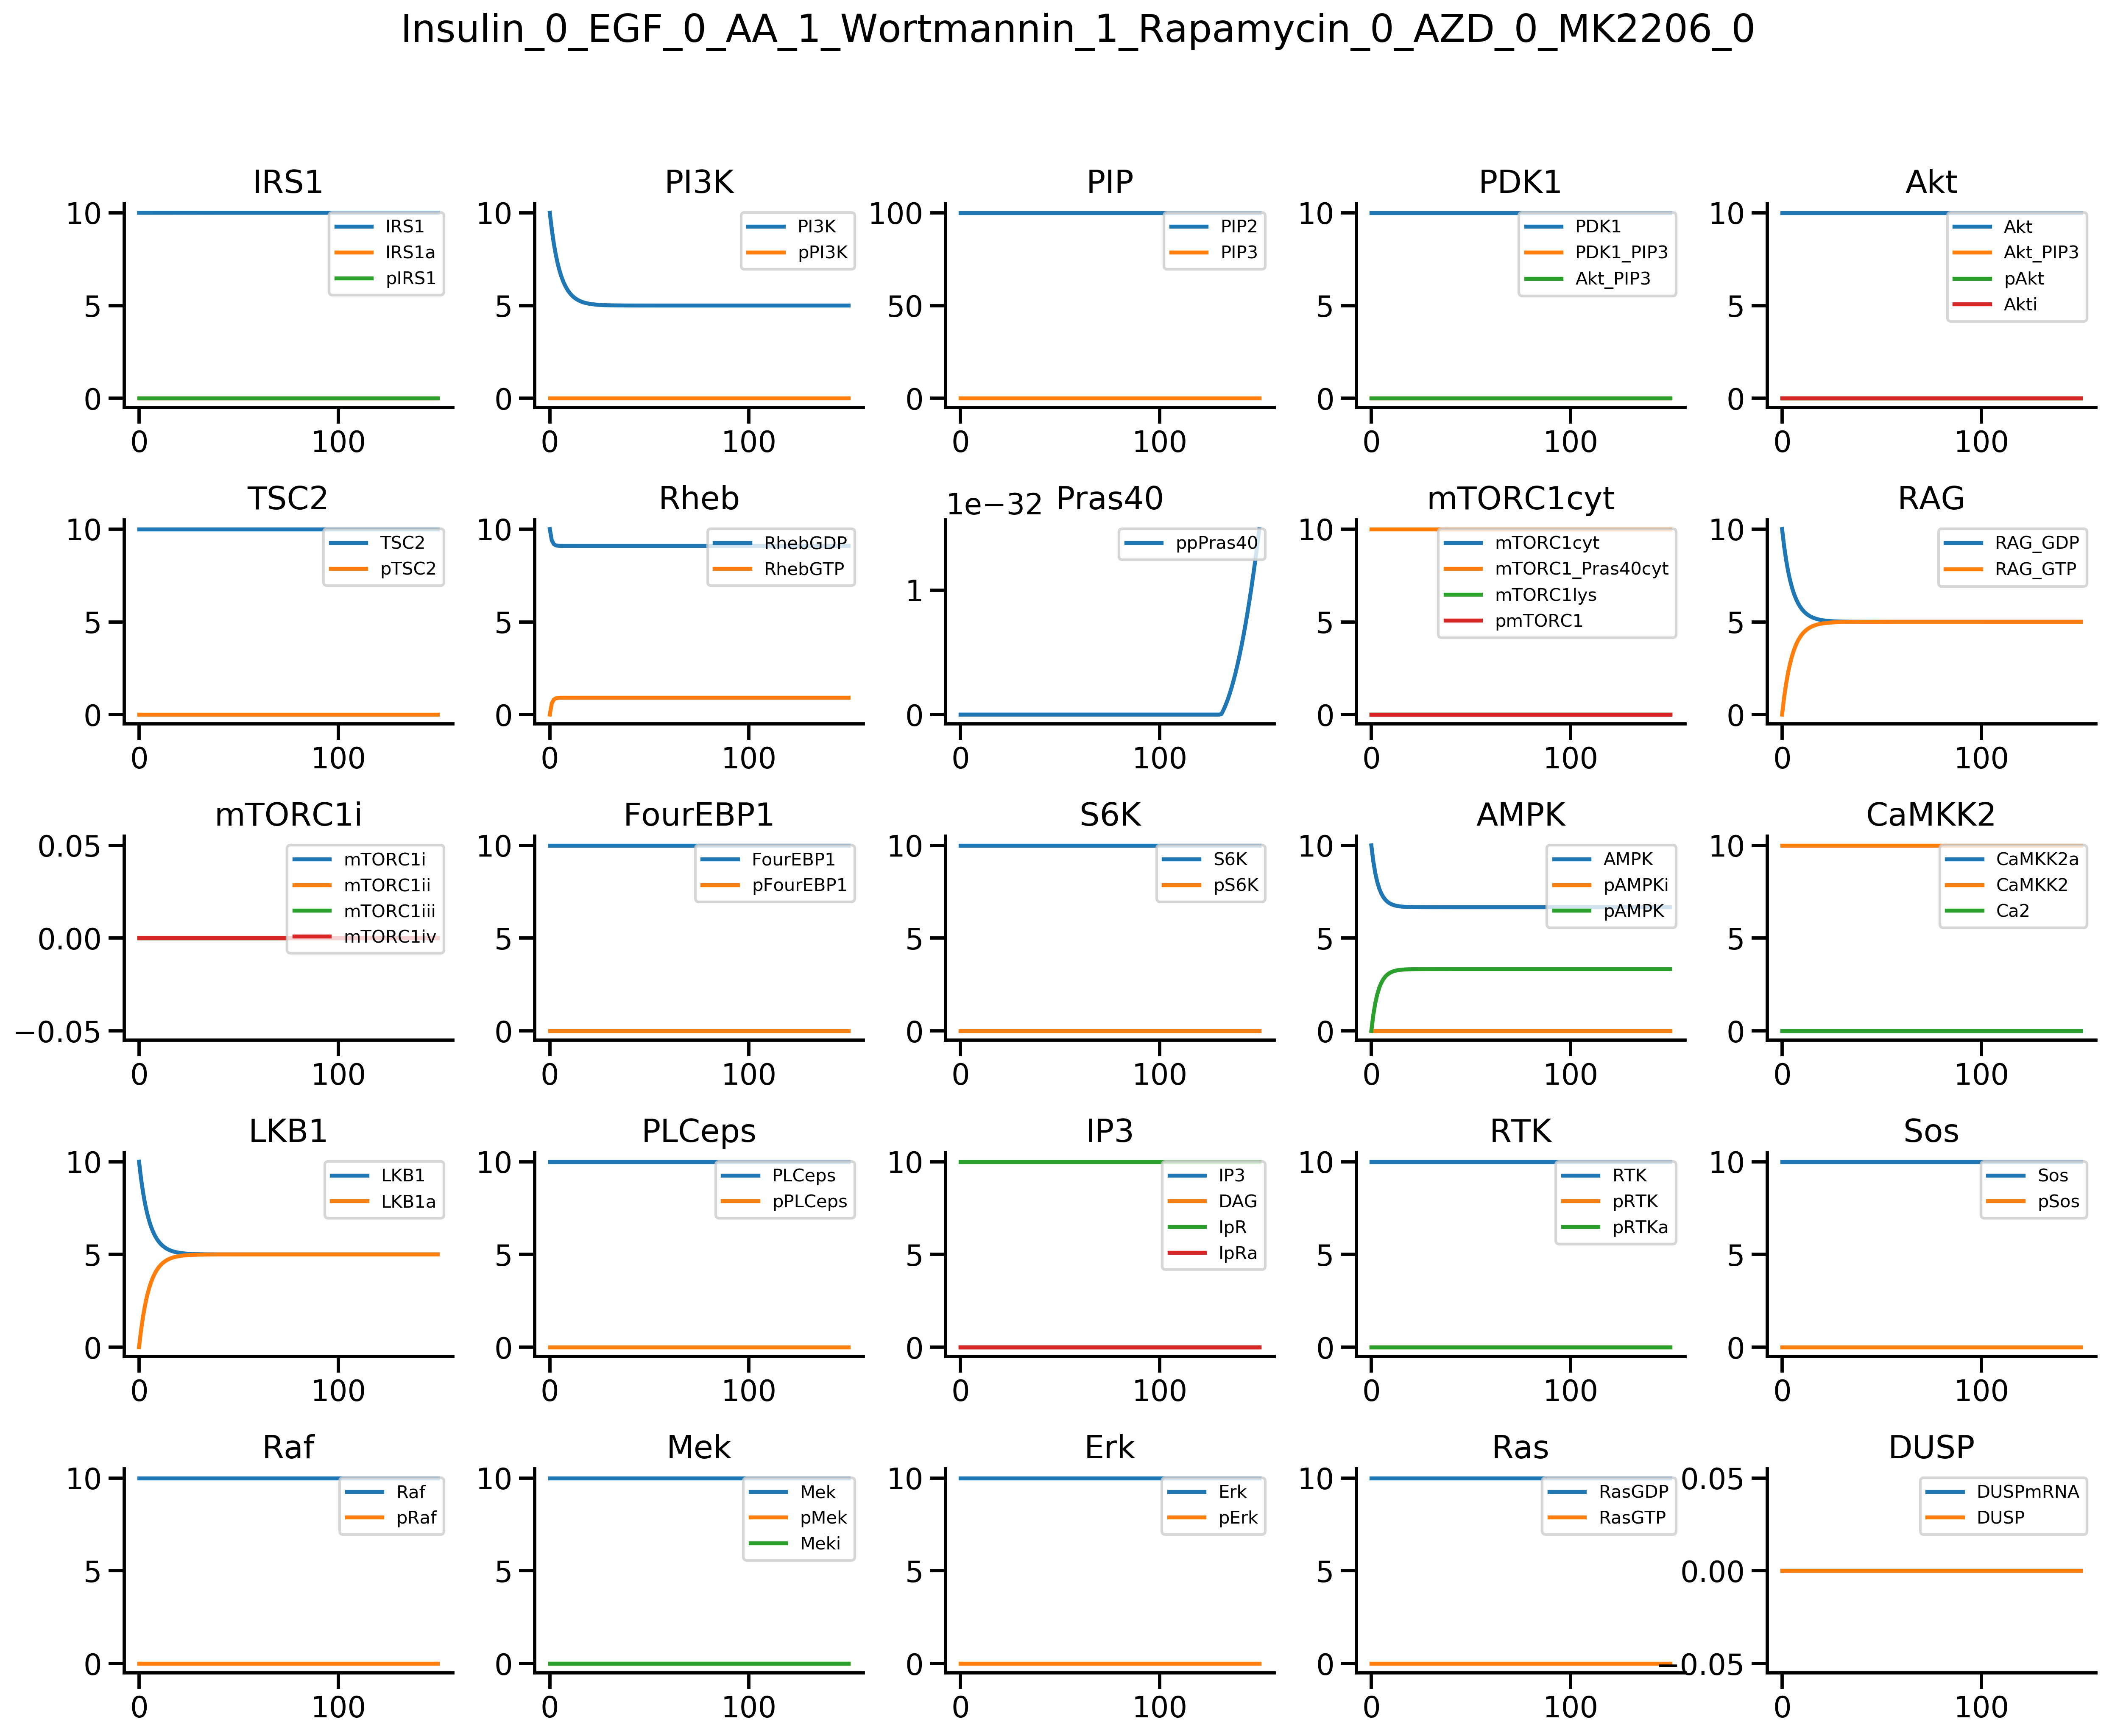 Insulin_0_EGF_0_AA_1_Wortmannin_1_Rapamycin_0_AZD_0_MK2206_0
IRS1
10
5
0
0
100
IRS1
IRS1a
pIRS1
PI3K
10
5
0
0
100
PI3K
pPI3K
PIP
100
50
0
0
100
PIP2
PIP3
PDK1
10
5
0
0
100
PDK1
PDK1_PIP3
Akt_PIP3
Akt
10
5
0
0
100
Akt
Akt_PIP3
pAkt
Akti
TSC2
10
5
0
0
100
TSC2
pTSC2
Rheb
10
5
0
0
100
RhebGDP
RhebGTP
1e−32
Pras40
1
0
0
100
ppPras40
mTORC1cyt
10
5
0
0
100
mTORC1cyt
mTORC1_Pras40cyt
mTORC1lys
pmTORC1
RAG
10
5
0
0
100
RAG_GDP
RAG_GTP
mTORC1i
0.05
0.00
−0.05
0
100
mTORC1i
mTORC1ii
mTORC1iii
mTORC1iv
FourEBP1
10
5
0
0
100
FourEBP1
pFourEBP1
S6K
10
5
0
0
100
S6K
pS6K
AMPK
10
5
0
0
100
AMPK
pAMPKi
pAMPK
CaMKK2
10
5
0
0
100
CaMKK2a
CaMKK2
Ca2
LKB1
10
5
0
0
100
LKB1
LKB1a
PLCeps
10
5
0
0
100
PLCeps
pPLCeps
IP3
10
5
0
0
100
IP3
DAG
IpR
IpRa
RTK
10
5
0
0
100
RTK
pRTK
pRTKa
Sos
10
5
0
0
100
Sos
pSos
Raf
10
5
0
0
100
Raf
pRaf
Mek
10
5
0
0
100
Mek
pMek
Meki
Erk
10
5
0
0
100
Erk
pErk
Ras
10
5
0
0
100
RasGDP
RasGTP
DUSP
0.05
0.00
−0.05
0
100
DUSPmRNA
DUSP